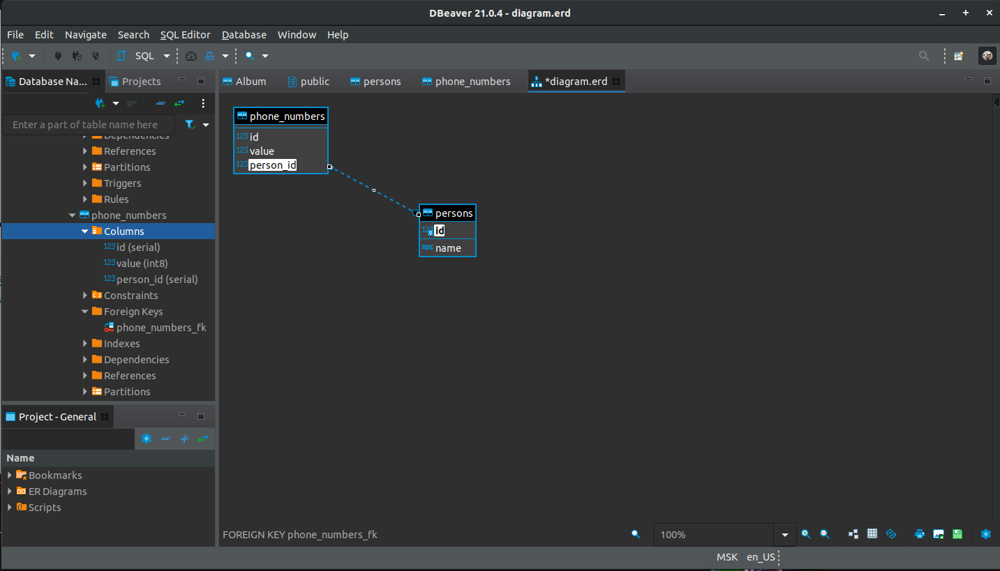 DBeaver 21.0.4 - diagram.erd
File Edit Navigate Search SQL Editor Database Window Help
SQL
Database Na...
Projects
Album
public
persons
phone_numbers
*diagram.erd
Enter a part of table name here
Dependencies
References
Partitions
Triggers
Rules
phone_numbers
Columns
123 id (serial)
123 value (int8)
123 person_id (serial)
Constraints
Foreign Keys
phone_numbers_fk
Indexes
Dependencies
References
Partitions
phone_numbers
123 id
123 value
123 person_id
persons
123 id
ABC name
Project - General
Name
Bookmarks
ER Diagrams
Scripts
FOREIGN KEY phone_numbers_fk
100%
MSK en_US